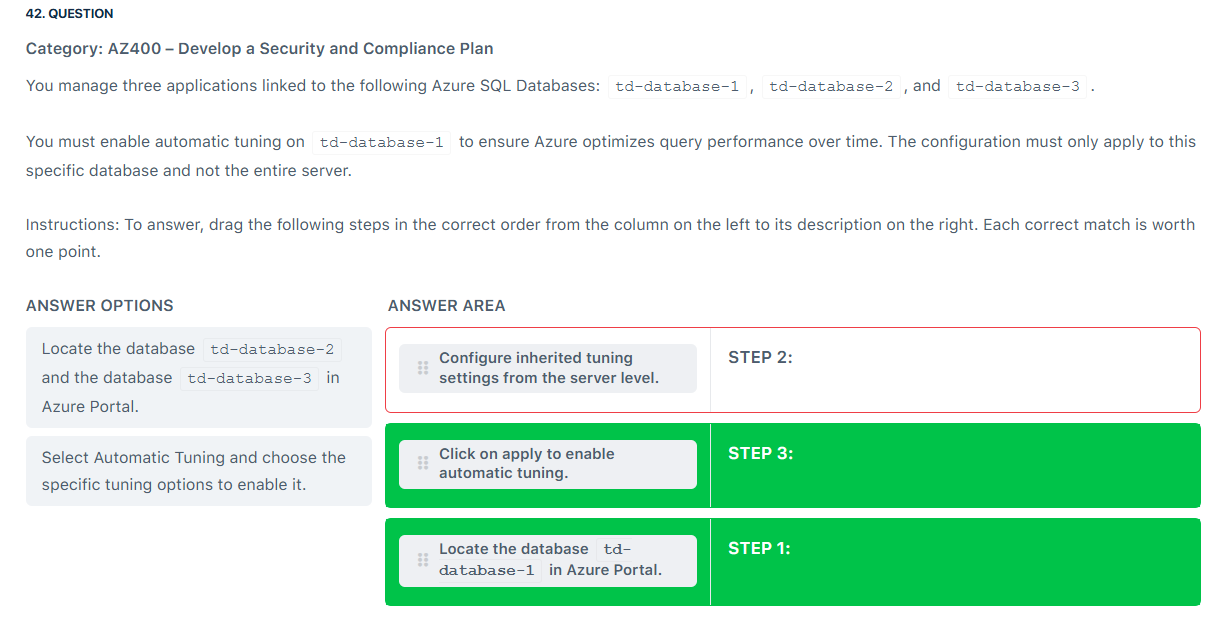 42. QUESTION
Category: AZ400 – Develop a Security and Compliance Plan
You manage three applications linked to the following Azure SQL Databases: td-database-1 , td-database-2 , and td-database-3 .
You must enable automatic tuning on td-database-1 to ensure Azure optimizes query performance over time. The configuration must only apply to this
specific database and not the entire server.
Instructions: To answer, drag the following steps in the correct order from the column on the left to its description on the right. Each correct match is worth
one point.
ANSWER OPTIONS
Locate the database td-database-2
and the database td-database-3 in
Azure Portal.
Select Automatic Tuning and choose the
specific tuning options to enable it.
ANSWER AREA
Configure inherited tuning
settings from the server level.
STEP 2:
Click on apply to enable
automatic tuning.
STEP 3:
Locate the database td-
database-1 in Azure Portal.
STEP 1: